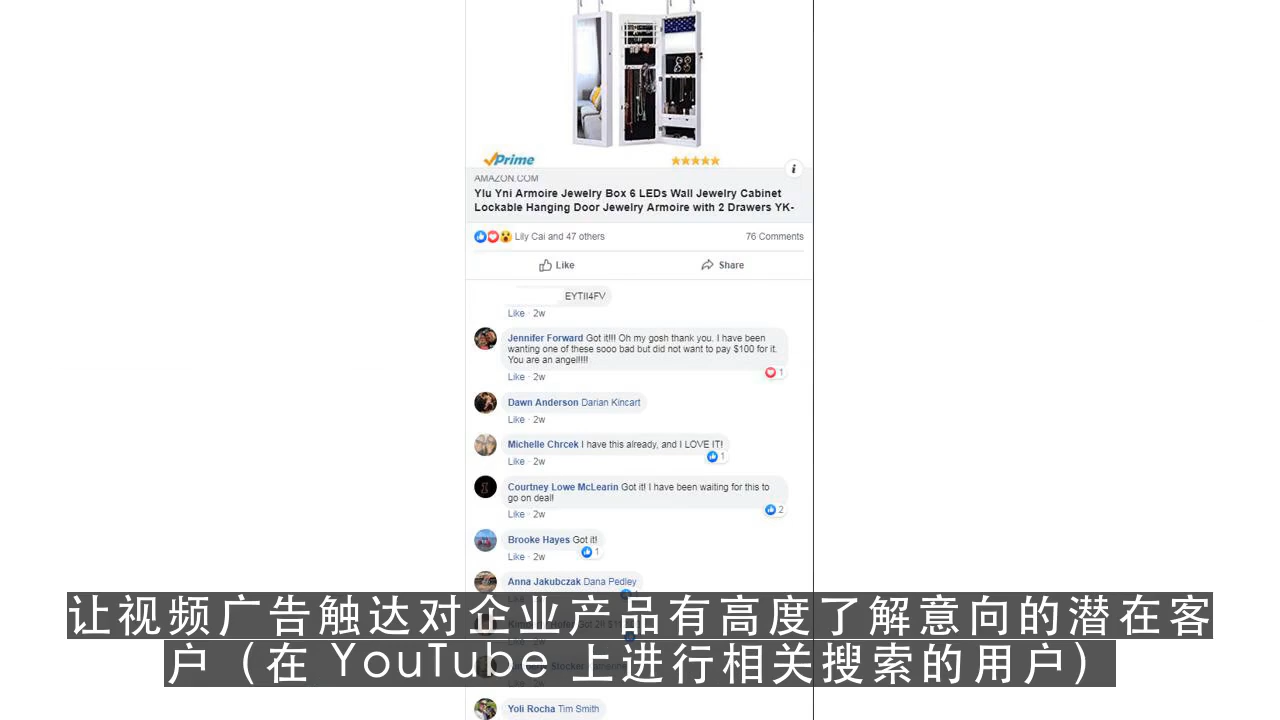 Prime
AMAZON.COM
Ylu Yni Armoire Jewelry Box 6 LEDs Wall Jewelry Cabinet
Lockable Hanging Door Jewelry Armoire with 2 Drawers YK-
Lily Cai and 47 others 76 Comments
Like Share
EYTII4FV
Like · 2w
Jennifer Forward Got it!!! Oh my gosh thank you. I have been
wanting one of these sooo bad but did not want to pay $100 for it.
You are an angel!!!!!
1
Like · 2w
Dawn Anderson Darian Kincart
Like · 2w
Michelle Chrcek I have this already, and I LOVE IT!
1
Like · 2w
Courtney Lowe McLearin Got it! I have been waiting for this to
go on deal!
2
Like · 2w
Brooke Hayes Got it!
1
Like · 2w
Anna Jakubczak Dana Pedley
让视频广告触达对企业产品有高度了解意向的潜在客
户（在 YouTube 上进行相关搜索的用户）
Yoli Rocha Tim Smith